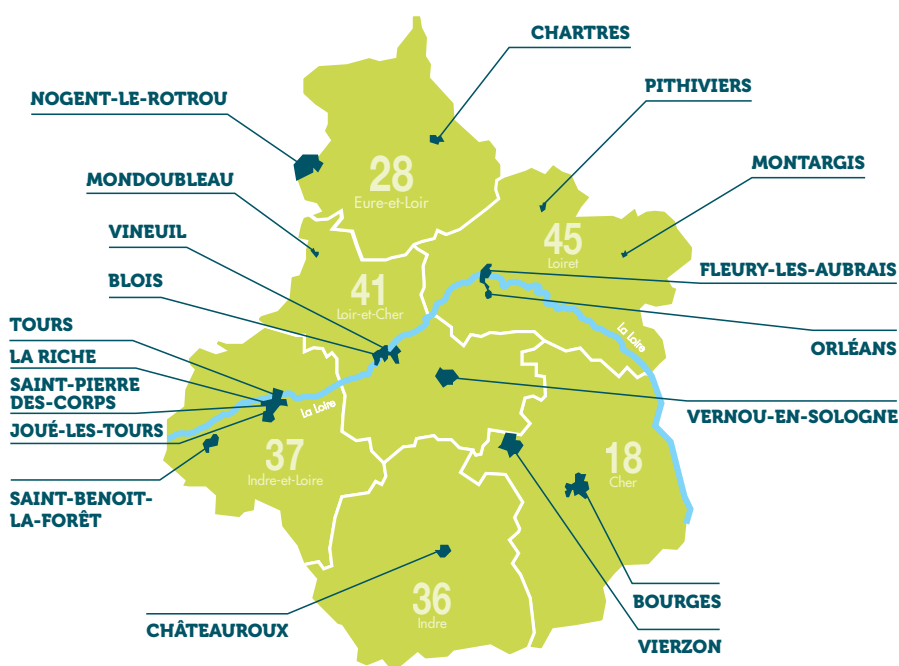 CHARTRES
PITHIVIERS
NOGENT-LE-ROTROU
MONTARGIS
28
Eure-et-Loir
MONDOUBLEAU
VINEUIL
45
Loiret
FLEURY-LES-AUBRAIS
BLOIS
41
Loir-et-Cher
TOURS
La Loire
ORLÉANS
LA RICHE
SAINT-PIERRE
DES-CORPS
La Loire
VERNOU-EN-SOLOGNE
JOUÉ-LES-TOURS
37
Indre-et-Loire
18
Cher
SAINT-BENOIT-
LA-FORÊT
36
Indre
BOURGES
CHÂTEAUROUX
VIERZON